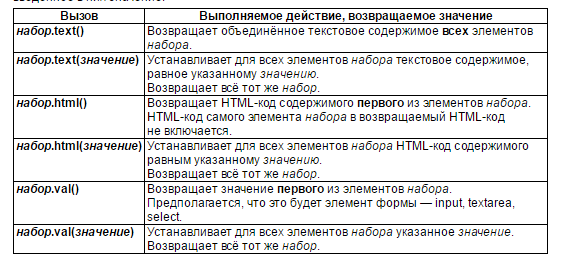 Вызов Выполняемое действие, возвращаемое значение
набор.text() Возвращает объединённое текстовое содержимое всех элементов
набора.
набор.text(значение) Устанавливает для всех элементов набора текстовое содержимое,
равное указанному значению.
Возвращает всё тот же набор.
набор.html() Возвращает HTML-код содержимого первого из элементов набора.
HTML-код самого элемента набора в возвращаемый HTML-код
не включается.
набор.html(значение) Устанавливает для всех элементов набора HTML-код содержимого
равным указанному значению.
Возвращает всё тот же набор.
набор.val() Возвращает значение первого из элементов набора.
Предполагается, что это будет элемент формы — input, textarea,
select.
набор.val(значение) Устанавливает для всех элементов набора указанное значение.
Возвращает всё тот же набор.